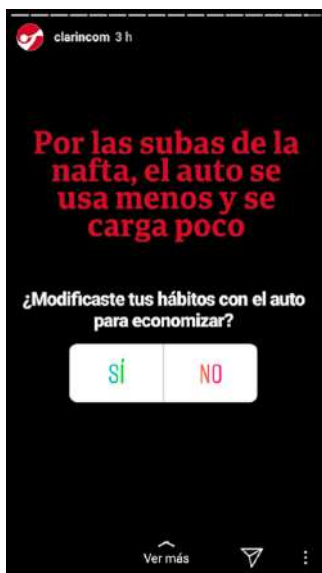 clarincom 3 h
Por las subas de la
nafta, el auto se
usa menos y se
carga poco
¿Modificaste tus hábitos con el auto
para economizar?
SÍ NO
Ver más